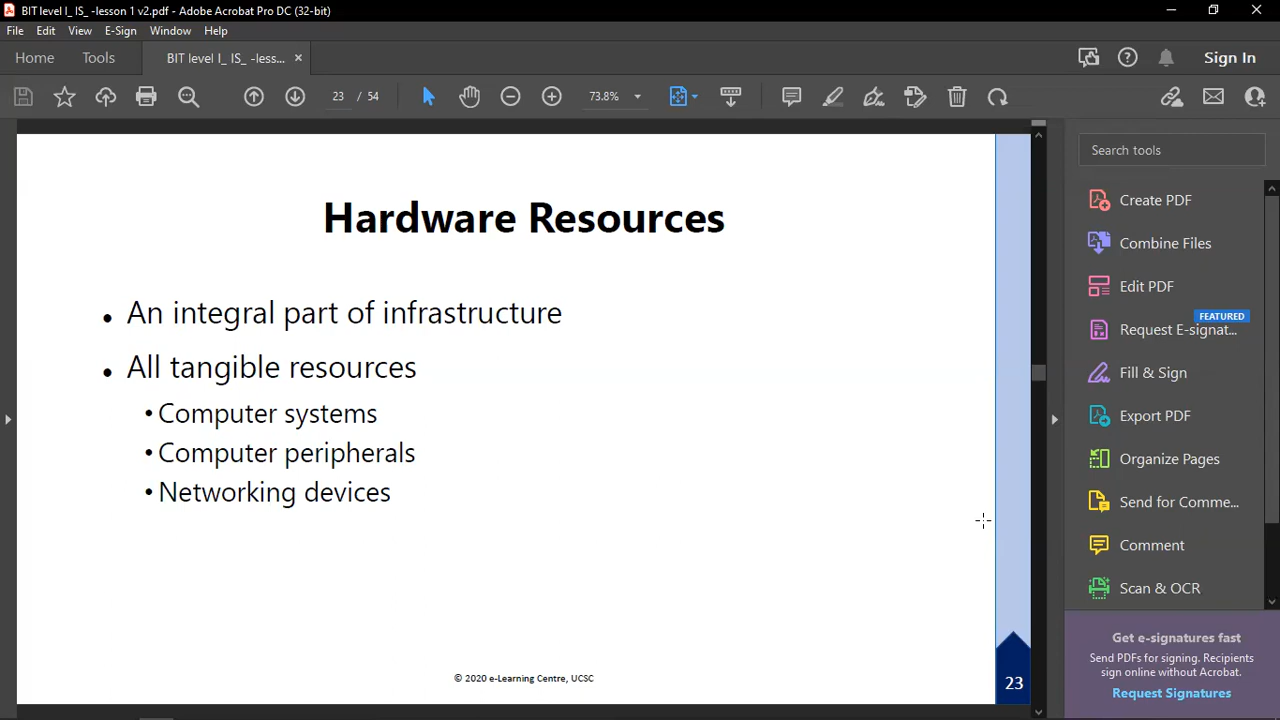 BIT level I_ IS_ -lesson 1 v2.pdf - Adobe Acrobat Pro DC (32-bit)
File Edit View E-Sign Window Help
Home Tools BIT level I_ IS_ -less... × Sign In
23 / 54 73.8%
Hardware Resources
• An integral part of infrastructure
• All tangible resources
• Computer systems
• Computer peripherals
• Networking devices
© 2020 e-Learning Centre, UCSC
23
Search tools
Create PDF
Combine Files
Edit PDF
FEATURED
Request E-signat...
Fill & Sign
Export PDF
Organize Pages
Send for Comme...
Comment
Scan & OCR
Get e-signatures fast
Send PDFs for signing. Recipients
sign online without Acrobat.
Request Signatures